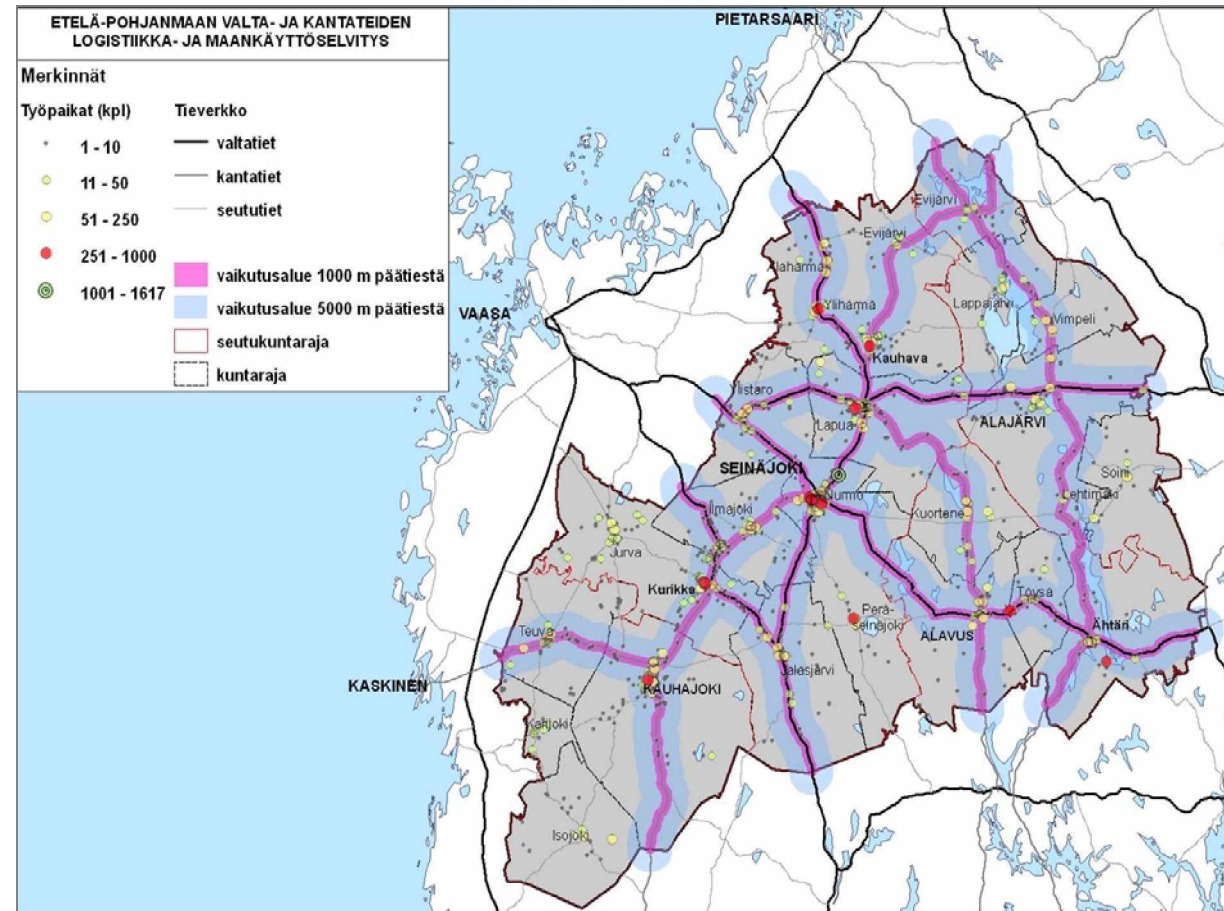 ETELÄ-POHJANMAAN VALTA- JA KANTATEIDEN
LOGISTIIKKA- JA MAANKÄYTTÖSELVITYS
Merkinnät
Työpaikat (kpl)
1 - 10
11 - 50
51 - 250
251 - 1000
1001 - 1617
Tieverkko
valtatiet
kantatiet
seututiet
vaikutusalue 1000 m päätiestä
vaikutusalue 5000 m päätiestä
seutukuntaraja
kuntaraja
PIETARSAARI
Evijärvi
Evijärvi
Alahärmä
Lappajärvi
Ylihärmä
VAASA
Vimpeli
Kauhava
Ylistaro
Lapua
ALAJÄRVI
SEINÄJOKI
Soini
Nurmo
Lehtimäki
Ilmajoki
Kuortane
Jurva
Kurikka
Töysä
Perä-
seinäjoki
Teuva
ALAVUS
Ähtäri
Jalasjärvi
KASKINEN
KAUHAJOKI
Karijoki
Isojoki